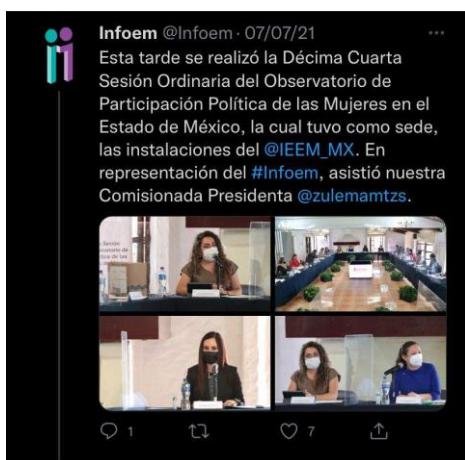 Infoem @Infoem · 07/07/21
Esta tarde se realizó la Décima Cuarta
Sesión Ordinaria del Observatorio de
Participación Política de las Mujeres en el
Estado de México, la cual tuvo como sede,
las instalaciones del @IEEM_MX. En
representación del #Infoem, asistió nuestra
Comisionada Presidenta @zulemamtzs.
1
7